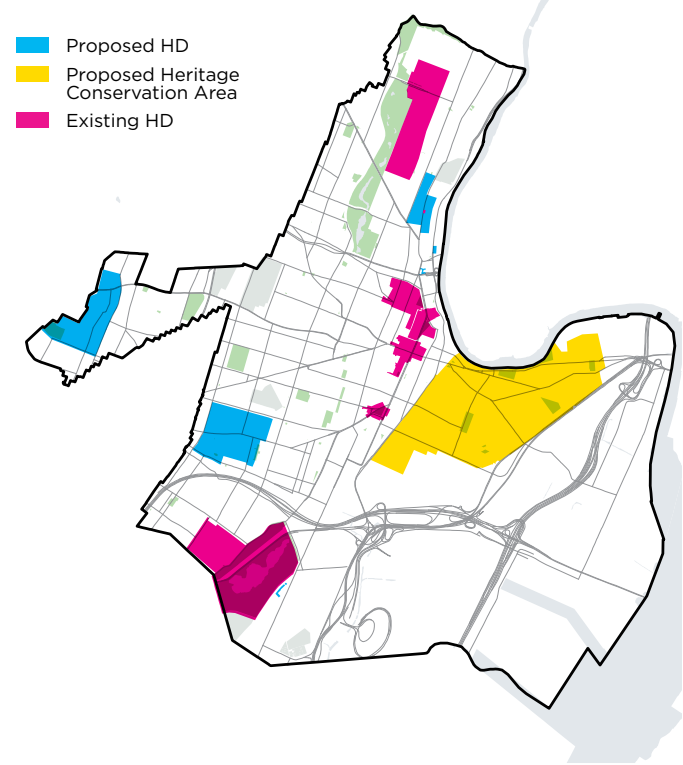 Proposed HD
Proposed Heritage
Conservation Area
Existing HD